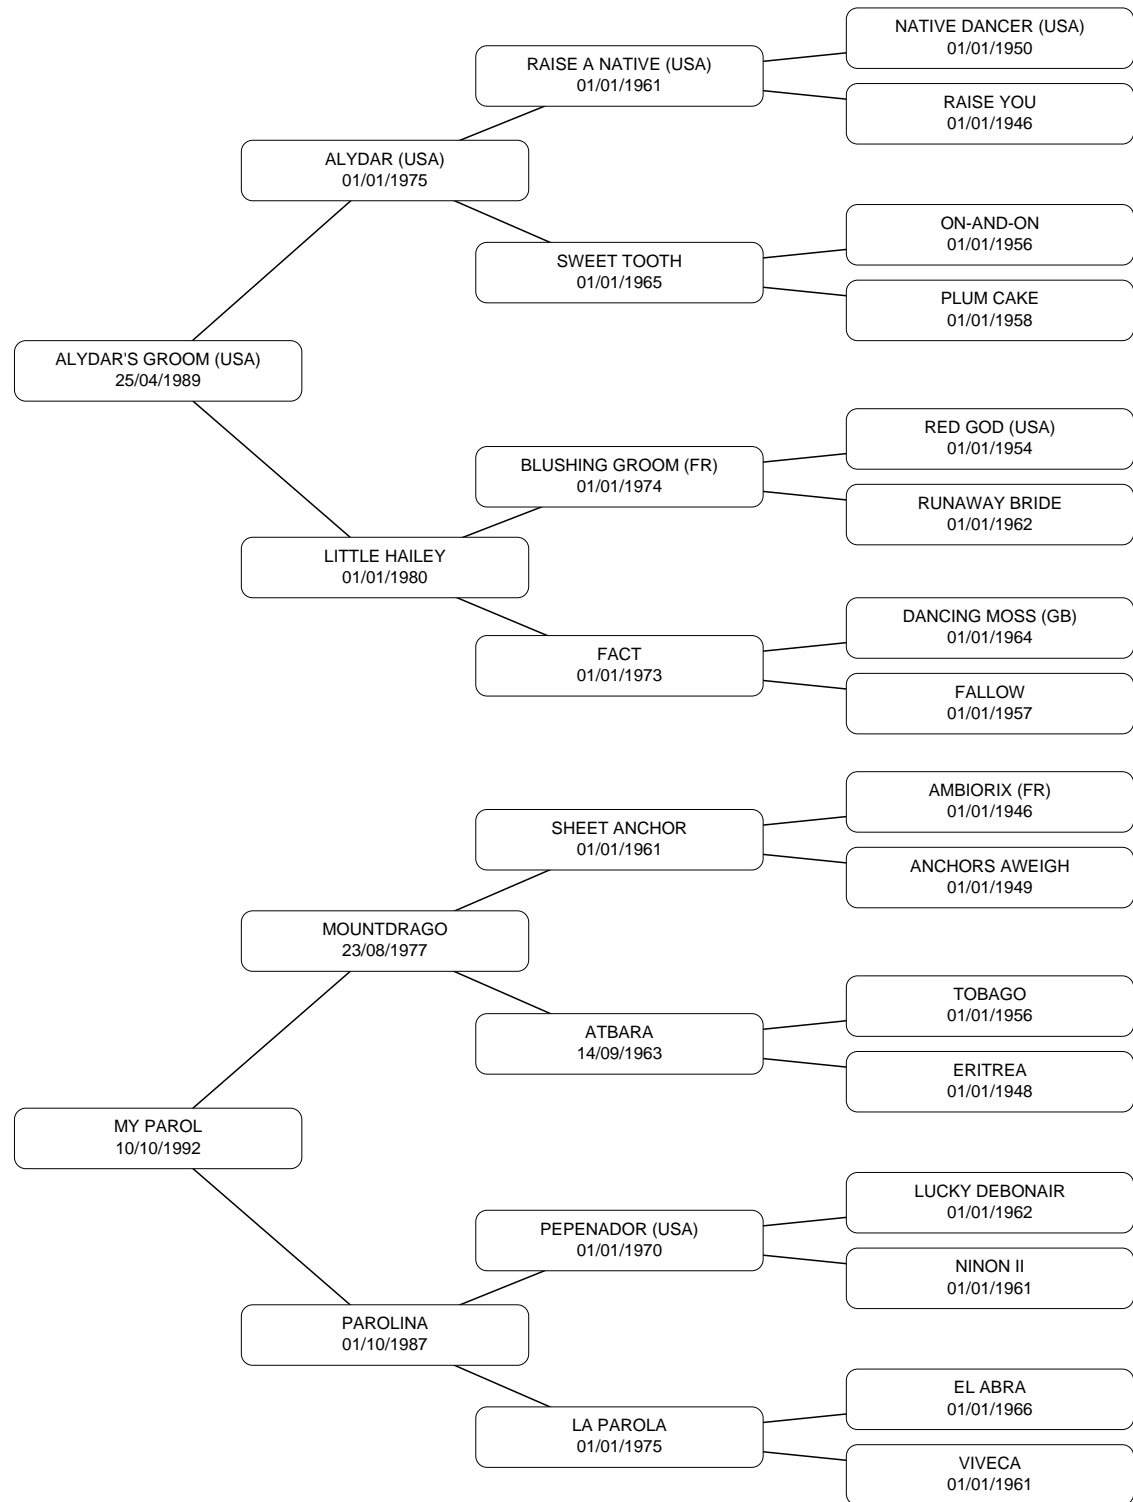 NATIVE DANCER (USA)
01/01/1950
RAISE A NATIVE (USA)
01/01/1961
RAISE YOU
01/01/1946
ALYDAR (USA)
01/01/1975
ON-AND-ON
01/01/1956
SWEET TOOTH
01/01/1965
PLUM CAKE
01/01/1958
ALYDAR'S GROOM (USA)
25/04/1989
RED GOD (USA)
01/01/1954
BLUSHING GROOM (FR)
01/01/1974
RUNAWAY BRIDE
01/01/1962
LITTLE HAILEY
01/01/1980
DANCING MOSS (GB)
01/01/1964
FACT
01/01/1973
FALLOW
01/01/1957
AMBIORIX (FR)
01/01/1946
SHEET ANCHOR
01/01/1961
ANCHORS AWEIGH
01/01/1949
MOUNTDRAGO
23/08/1977
TOBAGO
01/01/1956
ATBARA
14/09/1963
ERITREA
01/01/1948
MY PAROL
10/10/1992
LUCKY DEBONAIR
01/01/1962
PEPENADOR (USA)
01/01/1970
NINON II
01/01/1961
PAROLINA
01/10/1987
EL ABRA
01/01/1966
LA PAROLA
01/01/1975
VIVECA
01/01/1961